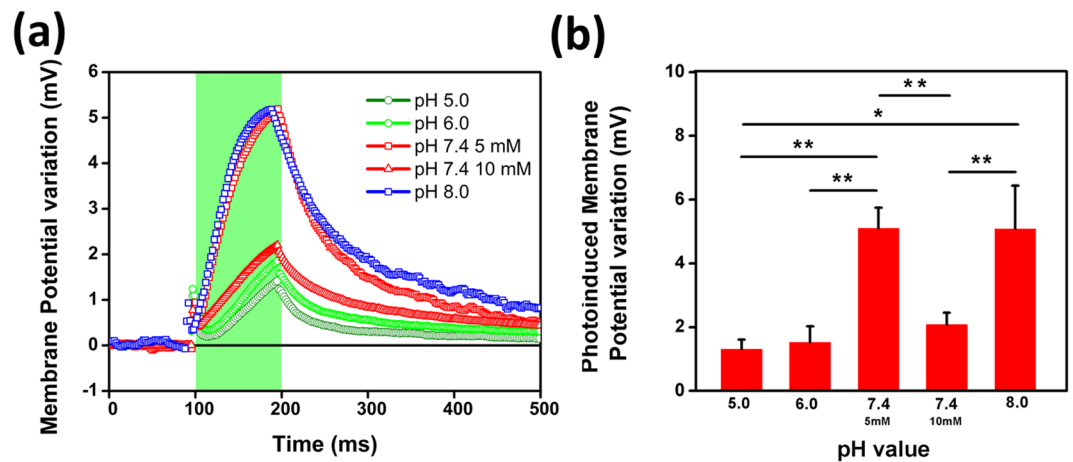 (a)
Membrane Potential variation (mV)
6
5
4
3
2
1
0
-1
pH 5.0
pH 6.0
pH 7.4 5 mM
pH 7.4 10 mM
pH 8.0
0 100 200 300 400 500
Time (ms)
(b)
Photoinduced Membrane
Potential variation (mV)
10
8
6
4
2
0
**
*
**
**
**
5.0 6.0 7.4 7.4 8.0
5mM 10mM
pH value